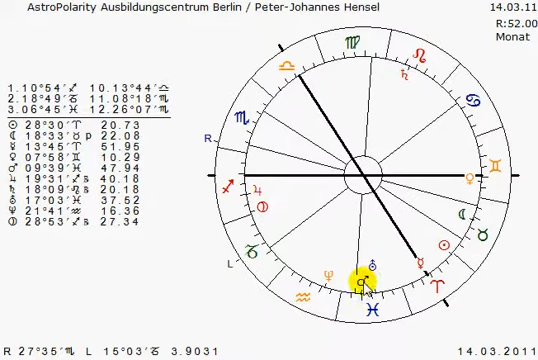 AstroPolarity Ausbildungscentrum Berlin / Peter-Johannes Hensel
14.03.11
R:52.00
Monat
1.10°54´♐ 10.13°44´♎
2.18°49´♑ 11.08°18´♏
3.06°45´♓ 12.26°07´♏
☉ 28°30´♈ 20.73
☾ 18°33´♉ p 22.08
☿ 13°45´♈ 51.95
♀ 07°58´♊ 10.29
♂ 09°39´♓ 47.94
♃ 19°31´♐ 40.18
♄ 18°09´♌ 20.18
17°03´♓ 37.52
♆ 21°41´♒ 16.36
28°53´♐ 27.34
R
L
R 27°35´♏ L 15°03´♑ 3.9031
14.03.2011